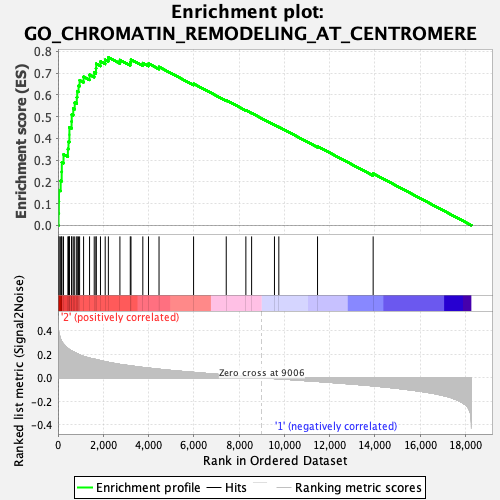 Enrichment plot:
GO_CHROMATIN_REMODELING_AT_CENTROMERE
Enrichment score (ES)
0.8
0.7
0.6
0.5
0.4
0.3
0.2
0.1
0.0
Ranked list metric (Signal2Noise)
'2' (positively correlated)
0.4
0.2
0.0
-0.2
-0.4
Zero cross at 9006
'1' (negatively correlated)
0 2,000 4,000 6,000 8,000 10,000 12,000 14,000 16,000 18,000
Rank in Ordered Dataset
Enrichment profile Hits Ranking metric scores